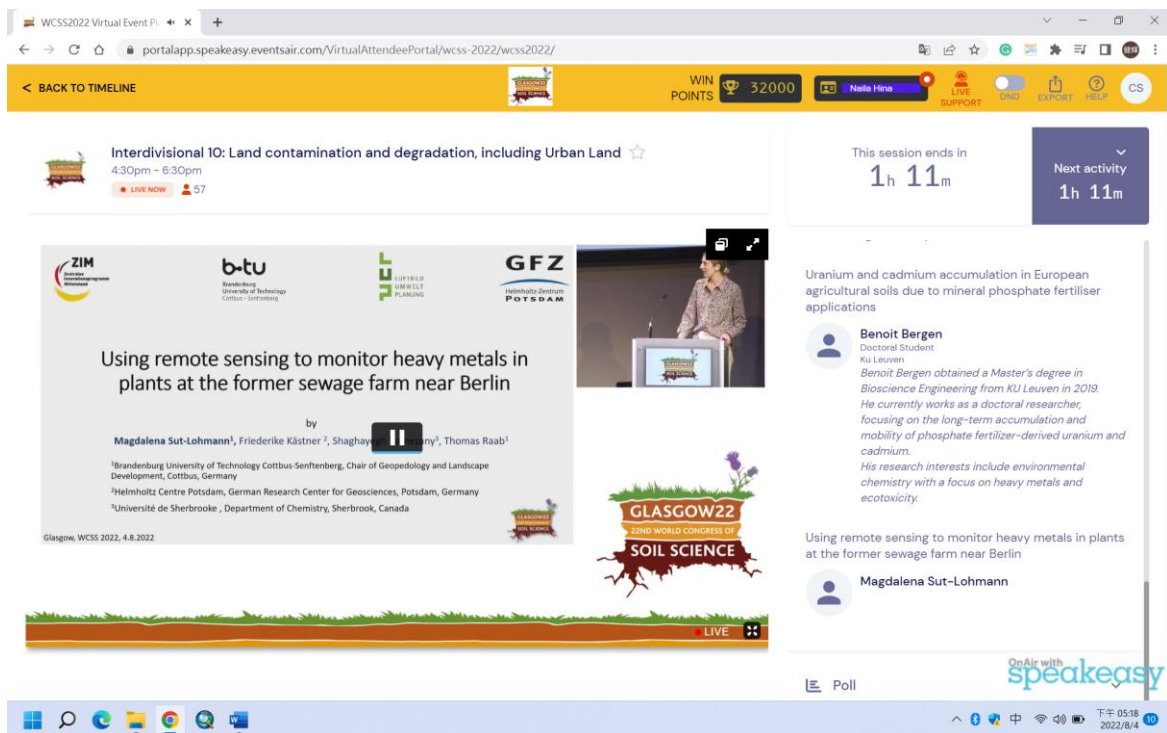 WCSS2022 Virtual Event Pl
portalapp.speakeasy.eventsair.com/VirtualAttendeePortal/wcss-2022/wcss2022/
< BACK TO TIMELINE
GLASGOW22
SOIL SCIENCE
WIN
POINTS
32000
Naila Hina
LIVE
SUPPORT
DND
EXPORT
HELP
CS
Interdivisional 10: Land contamination and degradation, including Urban Land
4:30pm - 6:30pm
LIVE NOW
57
This session ends in
1h 11m
Next activity
1h 11m
ZIM
Zentrales
Innovationsprogramm
Mittelstand
b-tu
Brandenburg
University of Technology
Cottbus - Senftenberg
LUFTBILD
UMWELT
PLANUNG
GFZ
Helmholtz-Zentrum
POTSDAM
Using remote sensing to monitor heavy metals in
plants at the former sewage farm near Berlin
by
Magdalena Sut-Lohmann¹, Friederike Kästner ², any³, Thomas Raab¹
¹Brandenburg University of Technology Cottbus-Senftenberg, Chair of Geopedology and Landscape
Development, Cottbus, Germany
²Helmholtz Centre Potsdam, German Research Center for Geosciences, Potsdam, Germany
³Université de Sherbrooke , Department of Chemistry, Sherbrook, Canada
Glasgow, WCSS 2022, 4.8.2022
GLASGOW22
22ND WORLD CONGRESS OF
SOIL SCIENCE
LIVE
Uranium and cadmium accumulation in European
agricultural soils due to mineral phosphate fertiliser
applications
Benoit Bergen
Doctoral Student
Ku Leuven
Benoit Bergen obtained a Master's degree in
Bioscience Engineering from KU Leuven in 2019.
He currently works as a doctoral researcher,
focusing on the long-term accumulation and
mobility of phosphate fertilizer-derived uranium and
cadmium.
His research interests include environmental
chemistry with a focus on heavy metals and
ecotoxicity.
Using remote sensing to monitor heavy metals in plants
at the former sewage farm near Berlin
Magdalena Sut-Lohmann
Poll
OnAir with
speakeasy
中
下午 05:18
2022/8/4
10